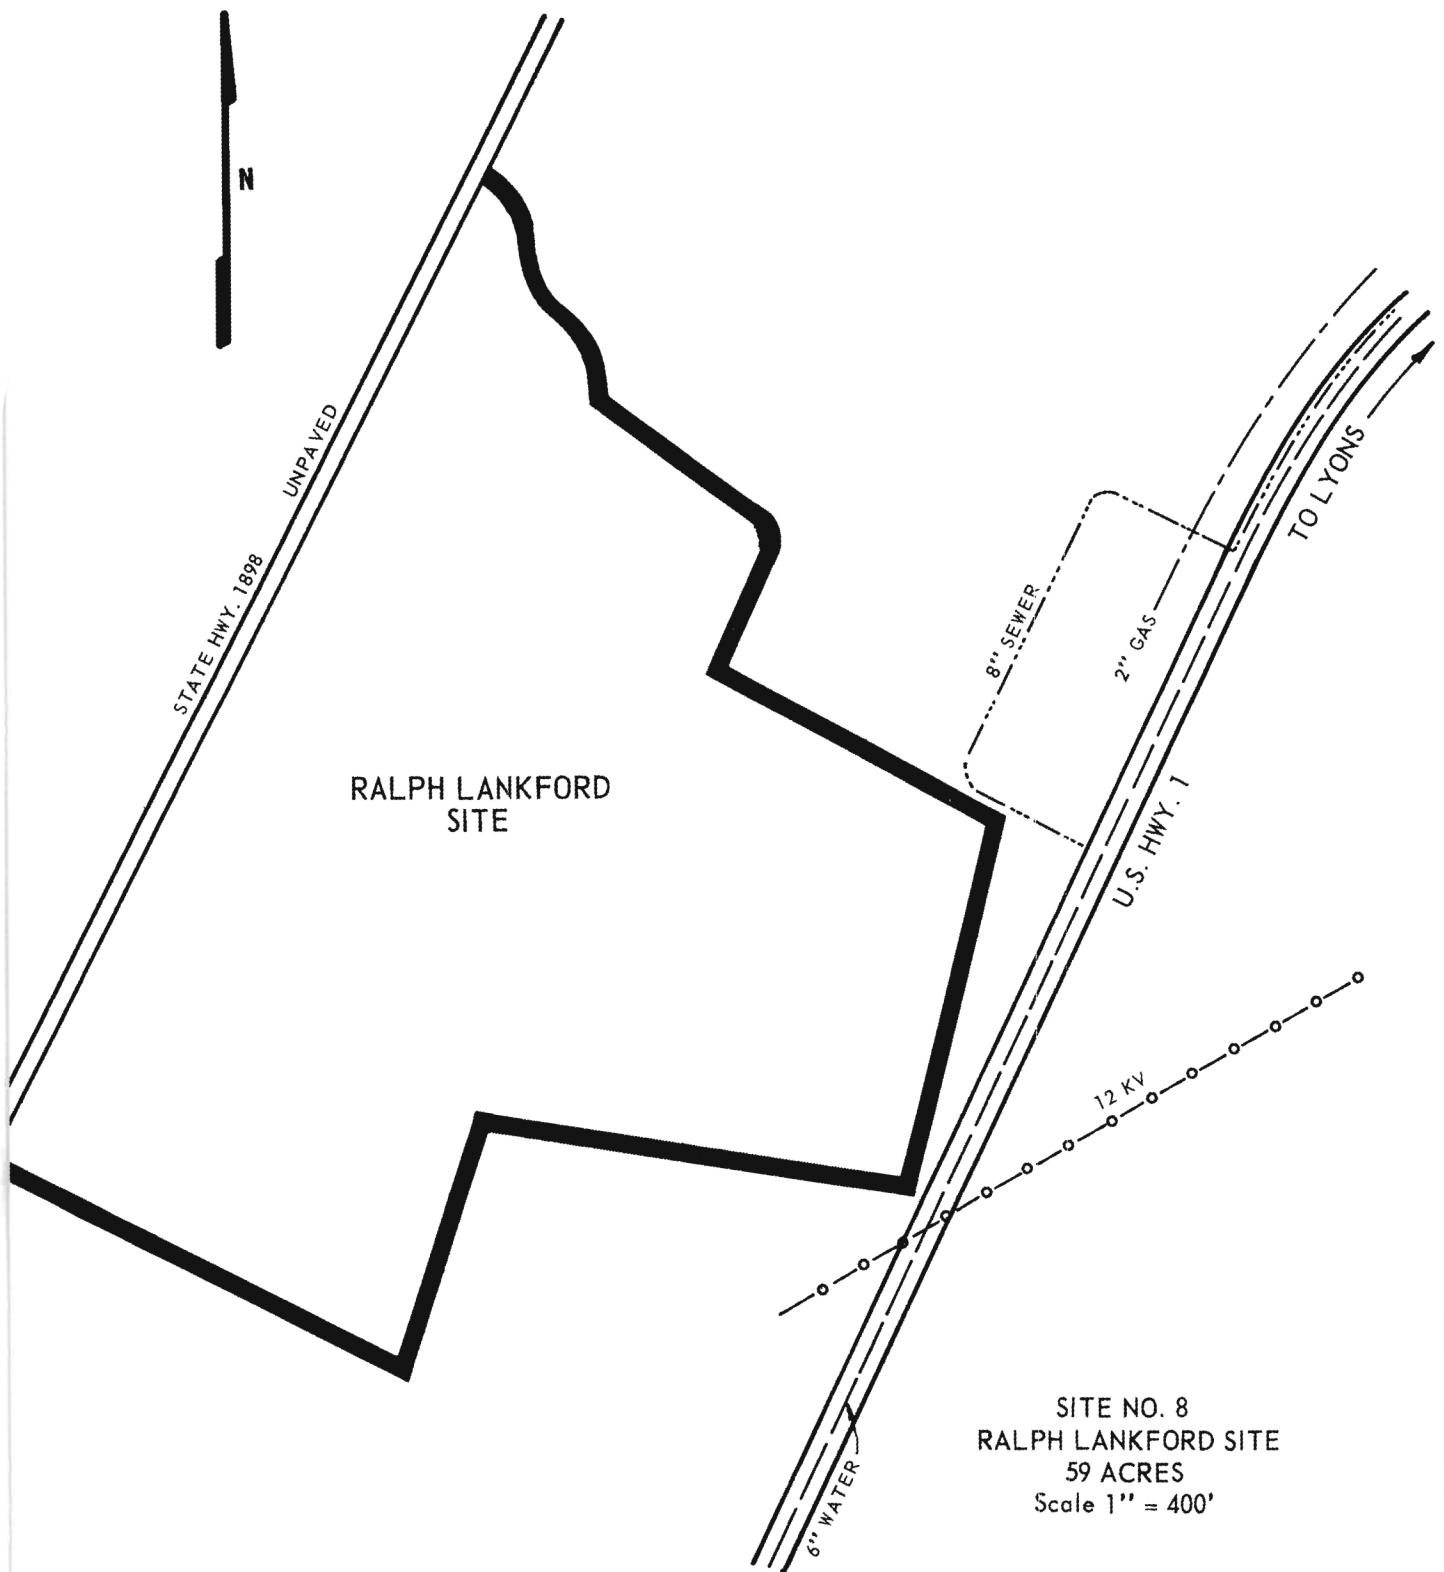 N
UNPAVED
STATE HWY. 1898
TO LYONS
8" SEWER
2" GAS
RALPH LANKFORD
SITE
U.S. HWY. 1
12 KV
6" WATER
SITE NO. 8
RALPH LANKFORD SITE
59 ACRES
Scale 1" = 400'